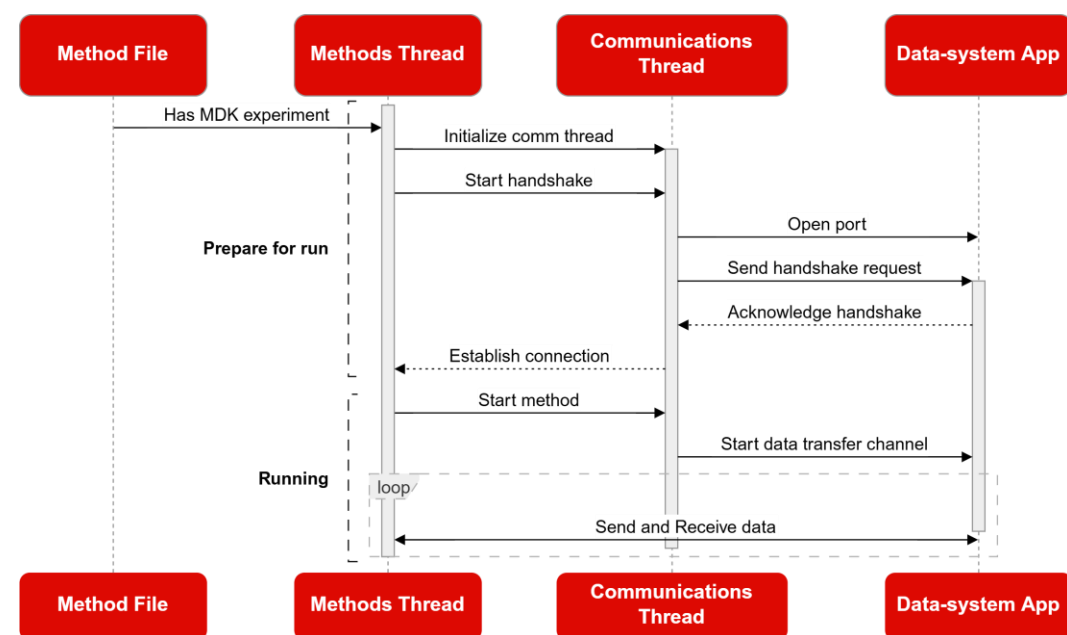 Method File
Methods Thread
Communications
Thread
Data-system App
Has MDK experiment
Initialize comm thread
Start handshake
Open port
Prepare for run
Send handshake request
Acknowledge handshake
Establish connection
Start method
Start data transfer channel
Running
loop
Send and Receive data
Method File
Methods Thread
Communications
Thread
Data-system App